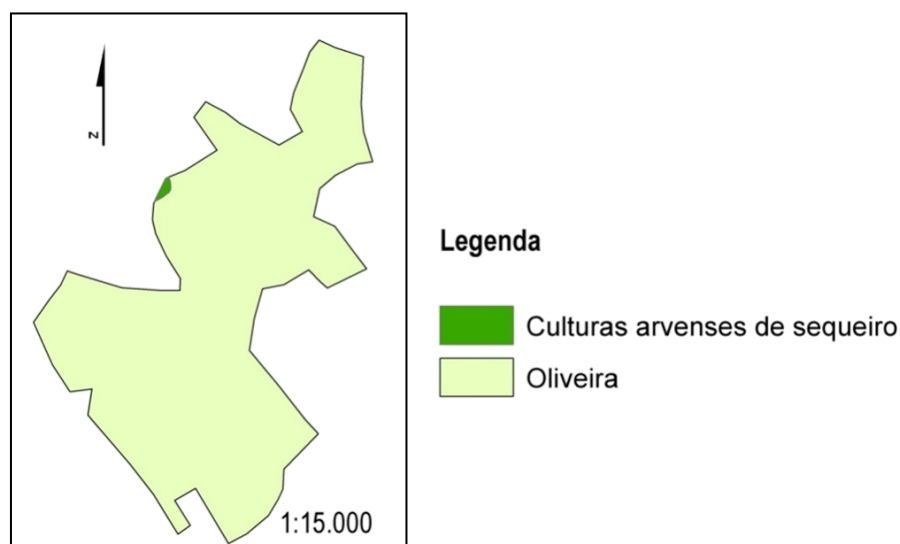 N
1:15.000
Legenda
Culturas arvenses de sequeiro
Oliveira